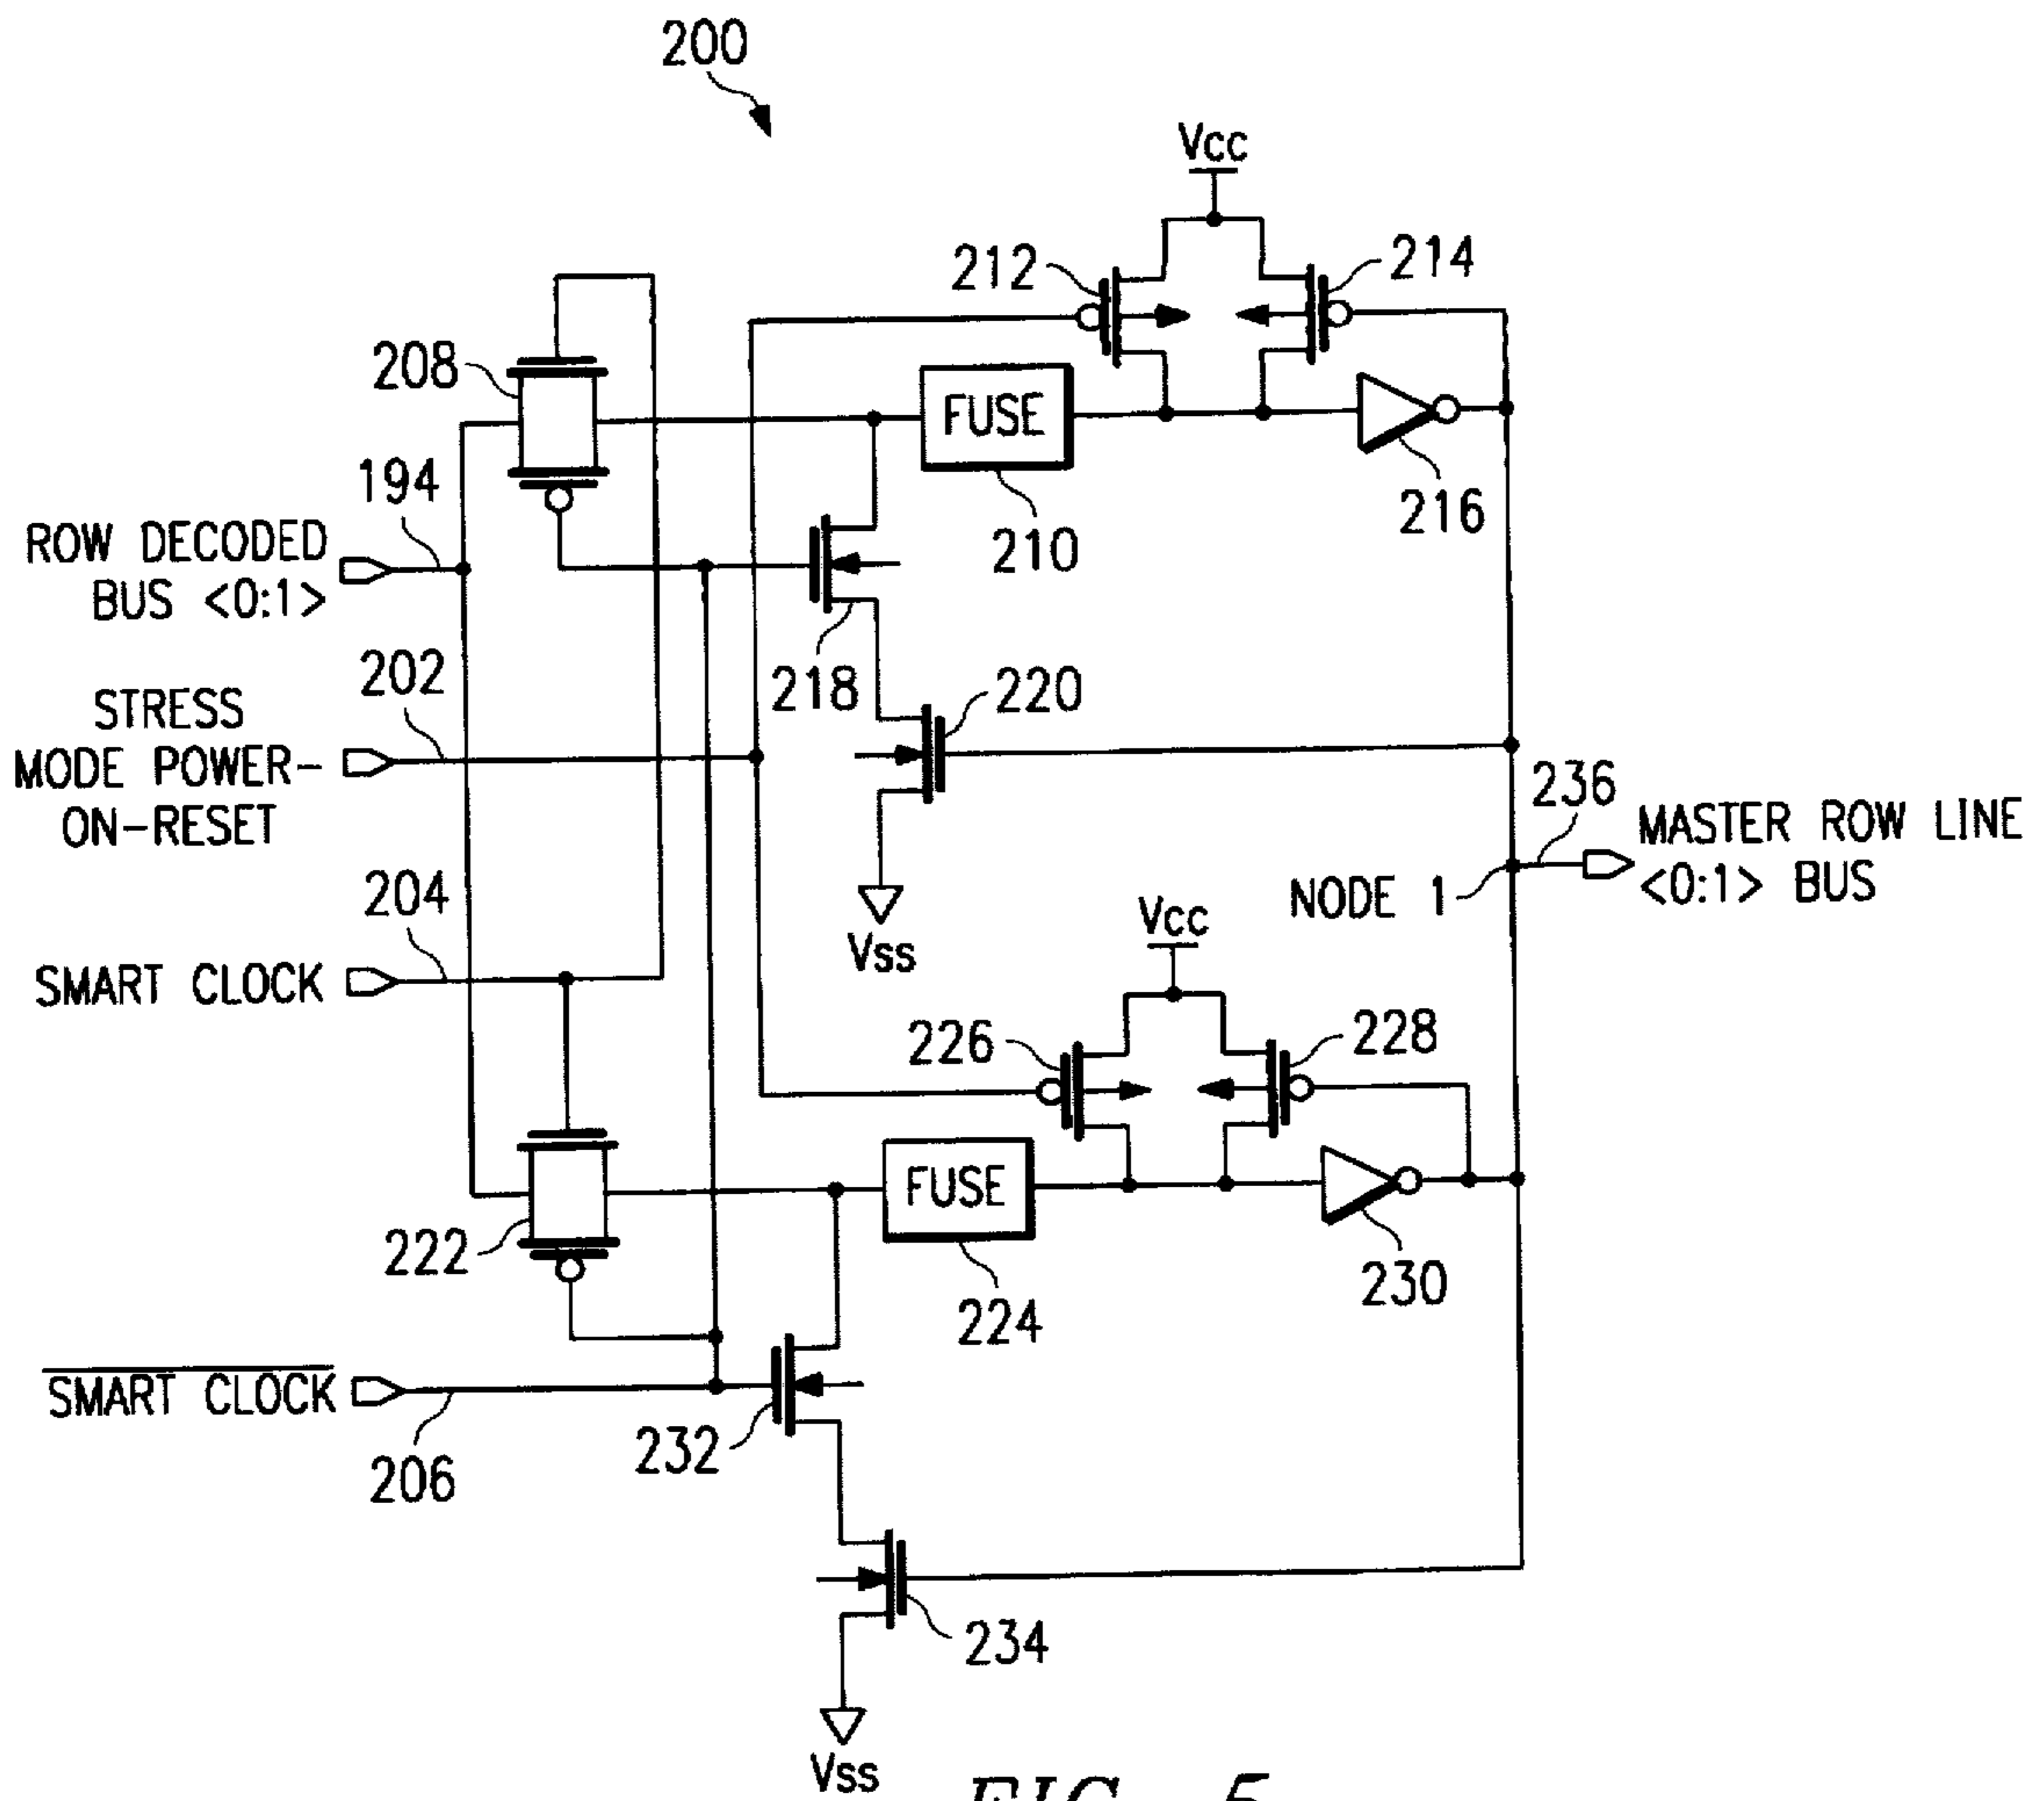 200
Vcc
212
214
208
FUSE
194
216
ROW DECODED
BUS <0:1>
210
218
202
220
STRESS
MODE POWER-
ON-RESET
236
MASTER ROW LINE
<0:1> BUS
204
NODE 1
Vcc
Vss
SMART CLOCK
226
228
FUSE
222
230
224
SMART CLOCK
232
206
234
Vss
FIG. 5